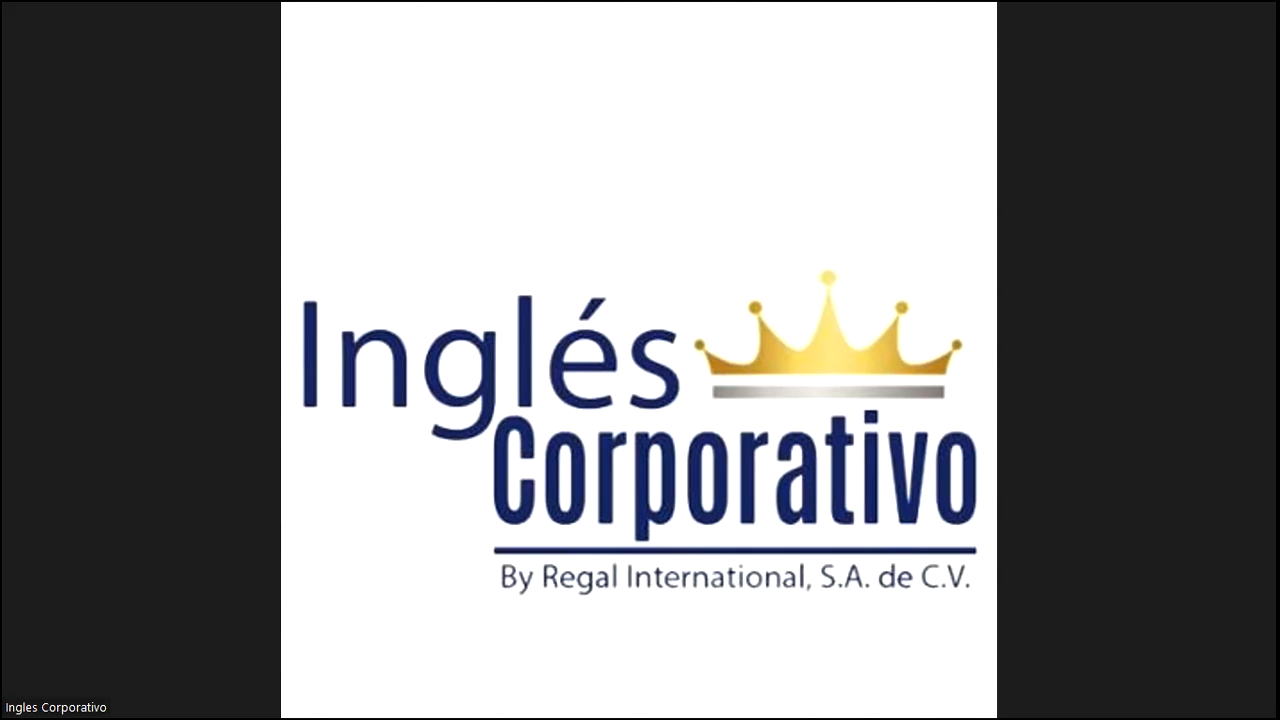 Inglés
Corporativo
By Regal International, S.A. de C.V.
Ingles Corporativo